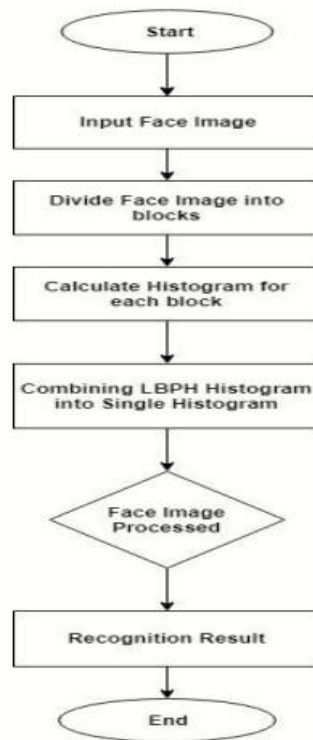 Start
Input Face Image
Divide Face Image into
blocks
Calculate Histogram for
each block
Combining LBPH Histogram
into Single Histogram
Face Image
Processed
Recognition Result
End